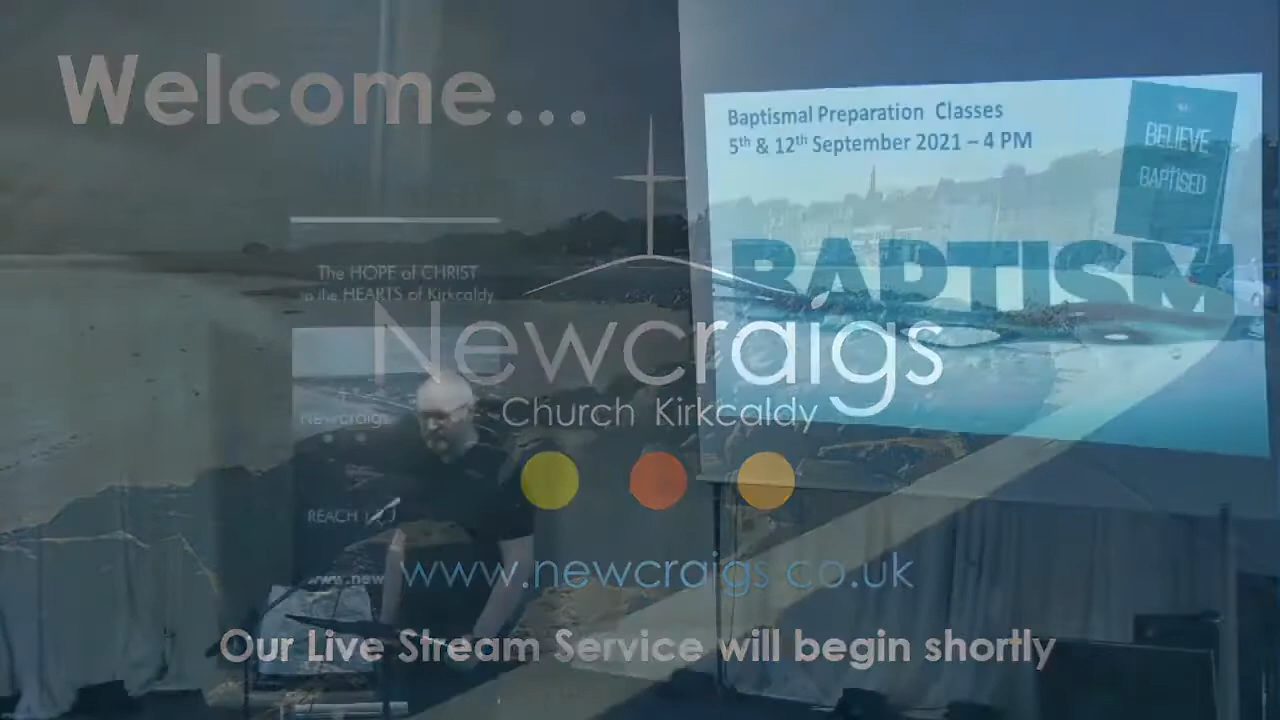 Welcome...
Baptismal Preparation Classes
5th & 12th September 2021 – 4 PM
BELIEVE
BAPTISED
BAPTISM
The HOPE of CHRIST
to the HEARTS of Kirkcaldy
Newcraigs
Church Kirkcaldy
Newcraigs
REACH
www.new
www.newcraigs.co.uk
Our Live Stream Service will begin shortly